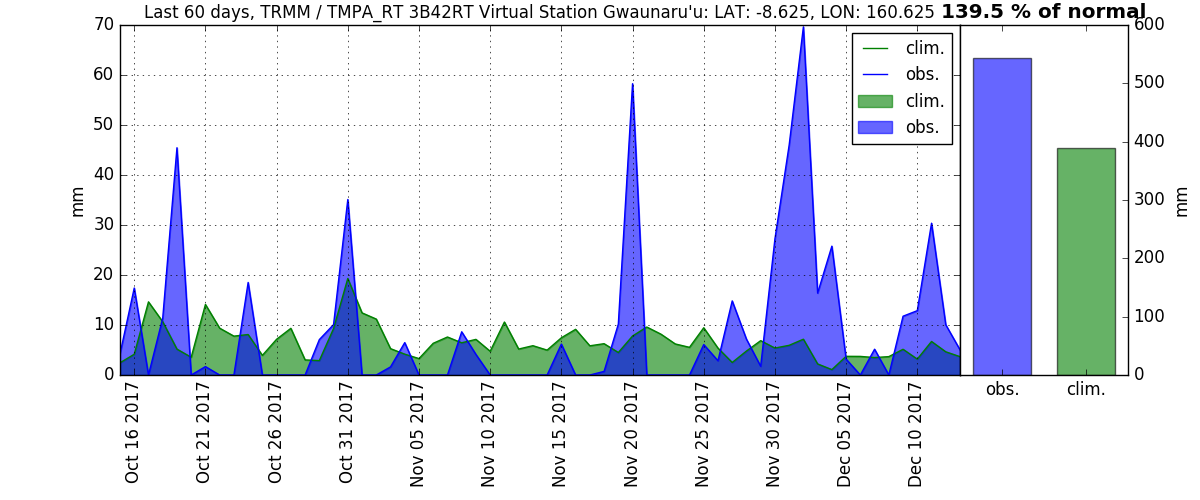 Last 60 days, TRMM / TMPA_RT 3B42RT Virtual Station Gwaunaru'u: LAT: -8.625, LON: 160.625 139.5 % of normal
70
60
50
40
30
20
10
0
mm
clim.
obs.
clim.
obs.
Oct 16 2017
Oct 21 2017
Oct 26 2017
Oct 31 2017
Nov 05 2017
Nov 10 2017
Nov 15 2017
Nov 20 2017
Nov 25 2017
Nov 30 2017
Dec 05 2017
Dec 10 2017
600
500
400
300
200
100
0
mm
obs.
clim.